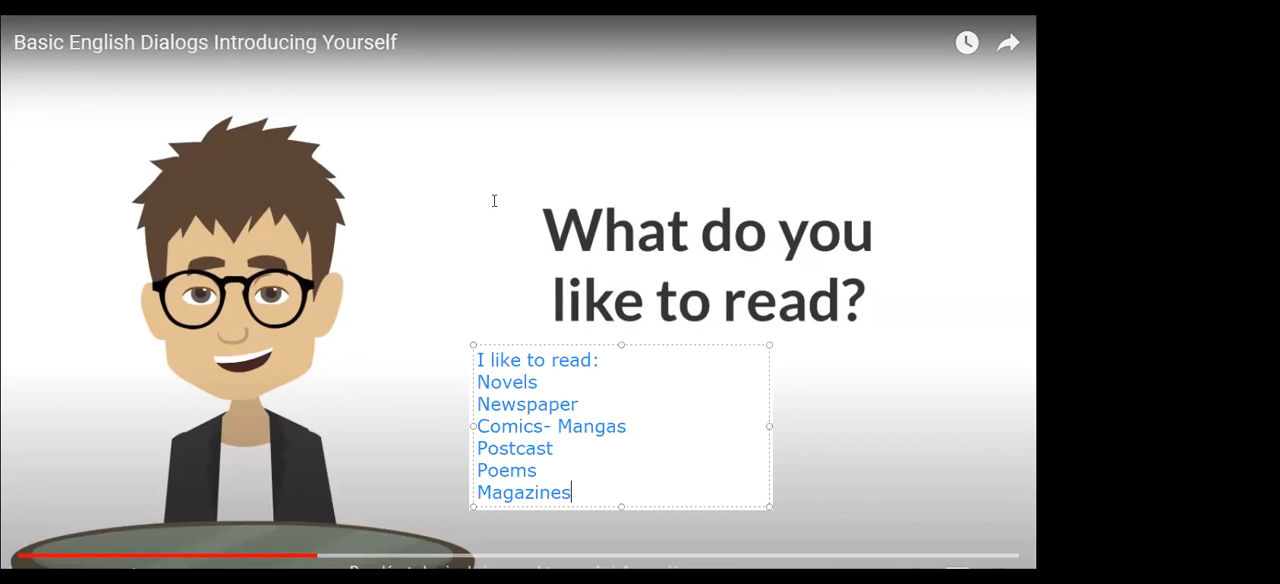 Basic English Dialogs Introducing Yourself
What do you
like to read?
I like to read:
Novels
Newspaper
Comics- Mangas
Postcast
Poems
Magazines